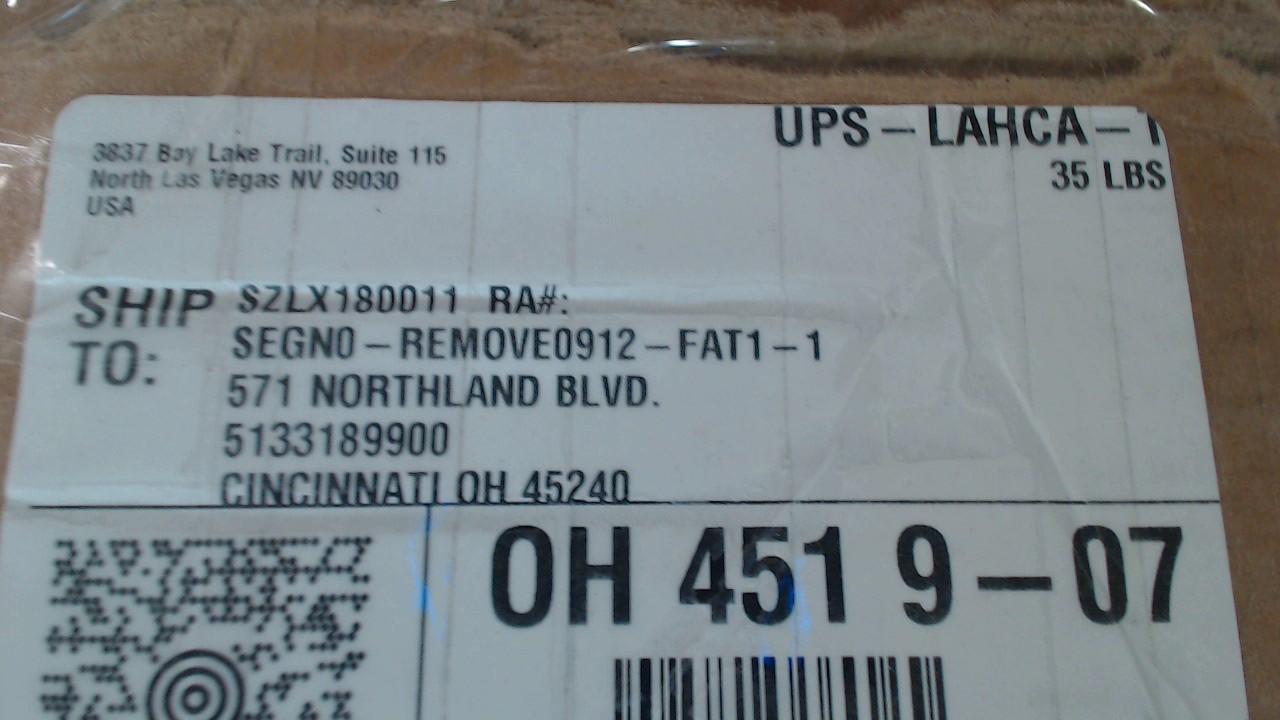 3837 Bay Lake Trail, Suite 115
North Las Vegas NV 89030
USA
UPS – LAHCA – 1
35 LBS
SHIP TO:
SZLX180011 RA#:
SEGN0 – REMOVE0912 – FAT1 – 1
571 NORTHLAND BLVD.
5133189900
CINCINNATI OH 45240
OH 451 9 – 07